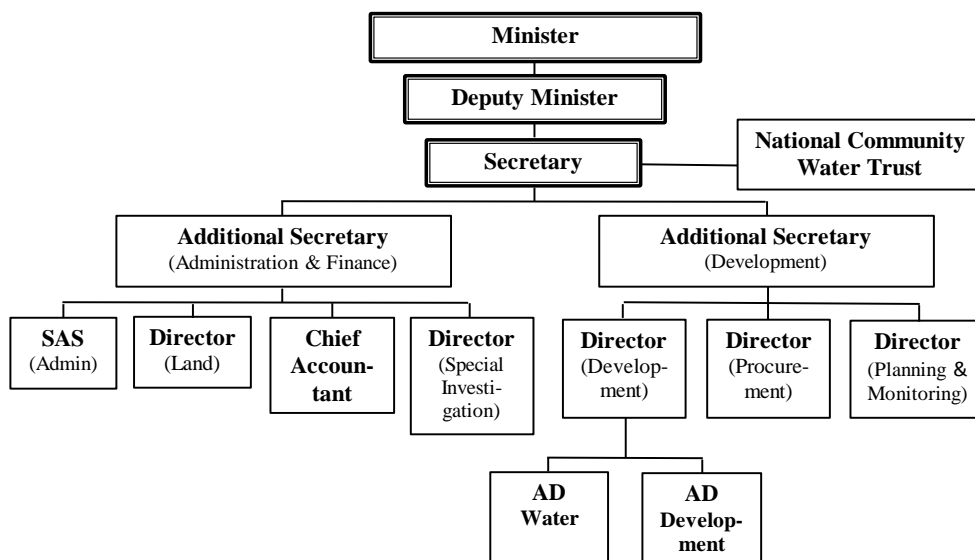 Minister
Deputy Minister
Secretary
National Community
Water Trust
Additional Secretary
(Administration & Finance)
Additional Secretary
(Development)
SAS
(Admin)
Director
(Land)
Chief
Accoun-
tant
Director
(Special
Investi-
gation)
Director
(Develop-
ment)
Director
(Procure-
ment)
Director
(Planning &
Monitoring)
AD
Water
AD
Develop-
ment